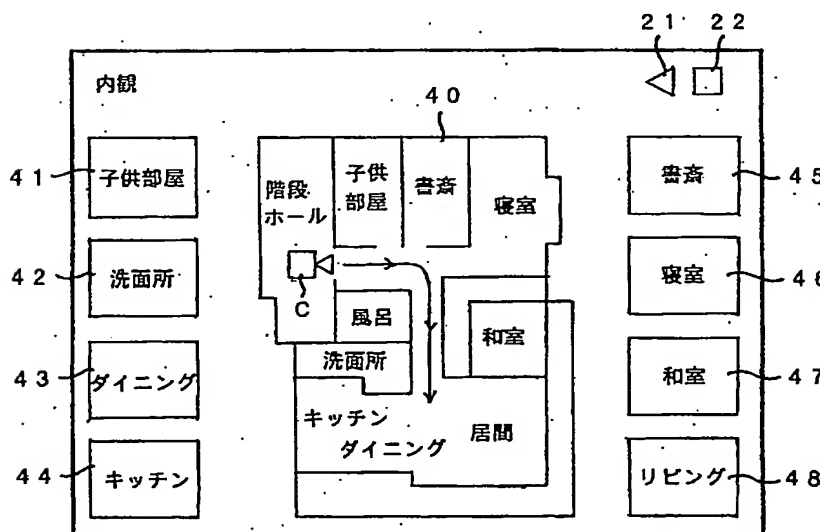 21 22
内観
40
41 子供部屋
階段
ホール
子供
部屋
書斎
寝室
書斎 45
42 洗面所
C
風呂
和室
洗面所
寝室 46
43 ダイニング
和室 47
キッチン
ダイニング
居間
44 キッチン
リビング 48